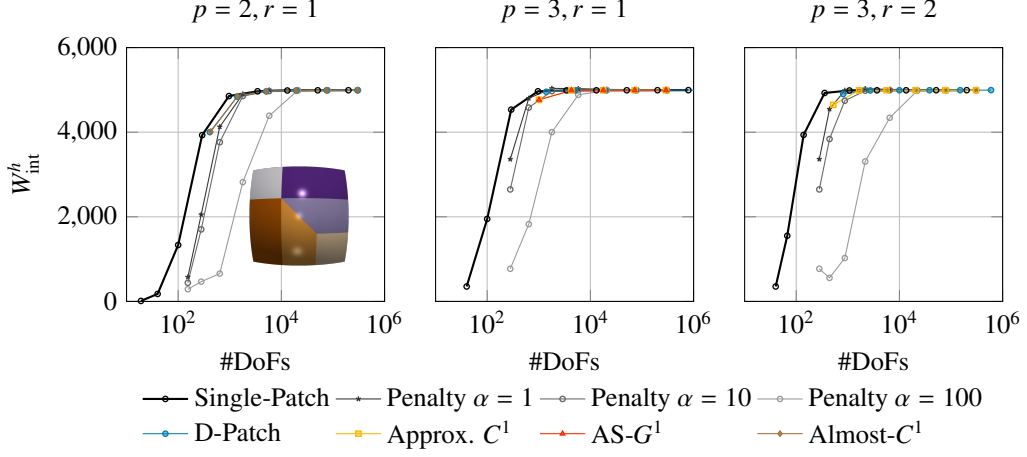 p = 2, r = 1
p = 3, r = 1
p = 3, r = 2
6,000
4,000
2,000
0
W^h_int
10^2 10^4 10^6
10^2 10^4 10^6
10^2 10^4 10^6
#DoFs
#DoFs
#DoFs
Single-Patch Penalty α = 1 Penalty α = 10 Penalty α = 100
D-Patch Approx. C^1 AS-G^1 Almost-C^1